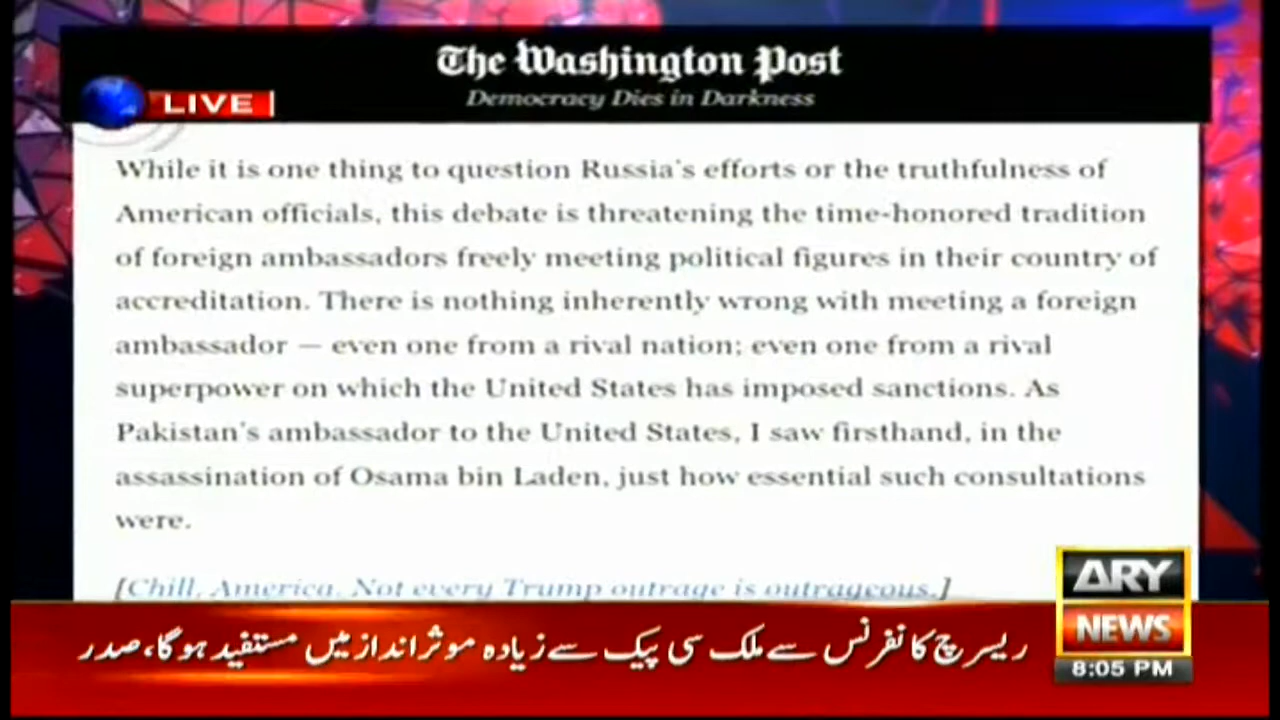 The Washington Post
Democracy Dies in Darkness
LIVE
While it is one thing to question Russia's efforts or the truthfulness of
American officials, this debate is threatening the time-honored tradition
of foreign ambassadors freely meeting political figures in their country of
accreditation. There is nothing inherently wrong with meeting a foreign
ambassador — even one from a rival nation; even one from a rival
superpower on which the United States has imposed sanctions. As
Pakistan's ambassador to the United States, I saw firsthand, in the
assassination of Osama bin Laden, just how essential such consultations
were.
[Chill, America. Not every Trump outrage is outrageous.]
ARY
NEWS
8:05 PM
ریسرچ کانفرنس سے ملک سی پیک سے زیادہ موثر انداز میں مستفید ہوگا، صدر